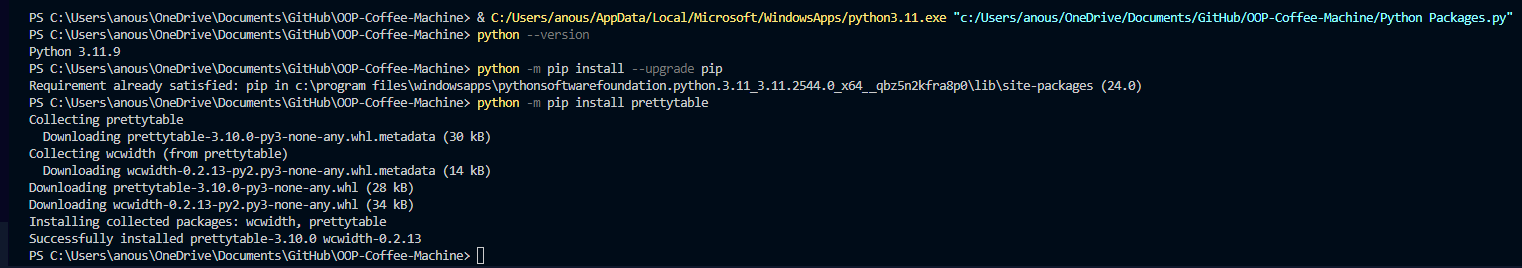 PS C:\Users\anous\OneDrive\Documents\GitHub\OOP-Coffee-Machine> & C:/Users/anous/AppData/Local/Microsoft/WindowsApps/python3.11.exe "c:/Users/anous/OneDrive/Documents/GitHub/OOP-Coffee-Machine/Python Packages.py"
PS C:\Users\anous\OneDrive\Documents\GitHub\OOP-Coffee-Machine> python --version
Python 3.11.9
PS C:\Users\anous\OneDrive\Documents\GitHub\OOP-Coffee-Machine> python -m pip install --upgrade pip
Requirement already satisfied: pip in c:\program files\windowsapps\pythonsoftwarefoundation.python.3.11_3.11.2544.0_x64__qbz5n2kfra8p0\lib\site-packages (24.0)
PS C:\Users\anous\OneDrive\Documents\GitHub\OOP-Coffee-Machine> python -m pip install prettytable
Collecting prettytable
  Downloading prettytable-3.10.0-py3-none-any.whl.metadata (30 kB)
Collecting wcwidth (from prettytable)
  Downloading wcwidth-0.2.13-py2.py3-none-any.whl.metadata (14 kB)
Downloading prettytable-3.10.0-py3-none-any.whl (28 kB)
Downloading wcwidth-0.2.13-py2.py3-none-any.whl (34 kB)
Installing collected packages: wcwidth, prettytable
Successfully installed prettytable-3.10.0 wcwidth-0.2.13
PS C:\Users\anous\OneDrive\Documents\GitHub\OOP-Coffee-Machine>